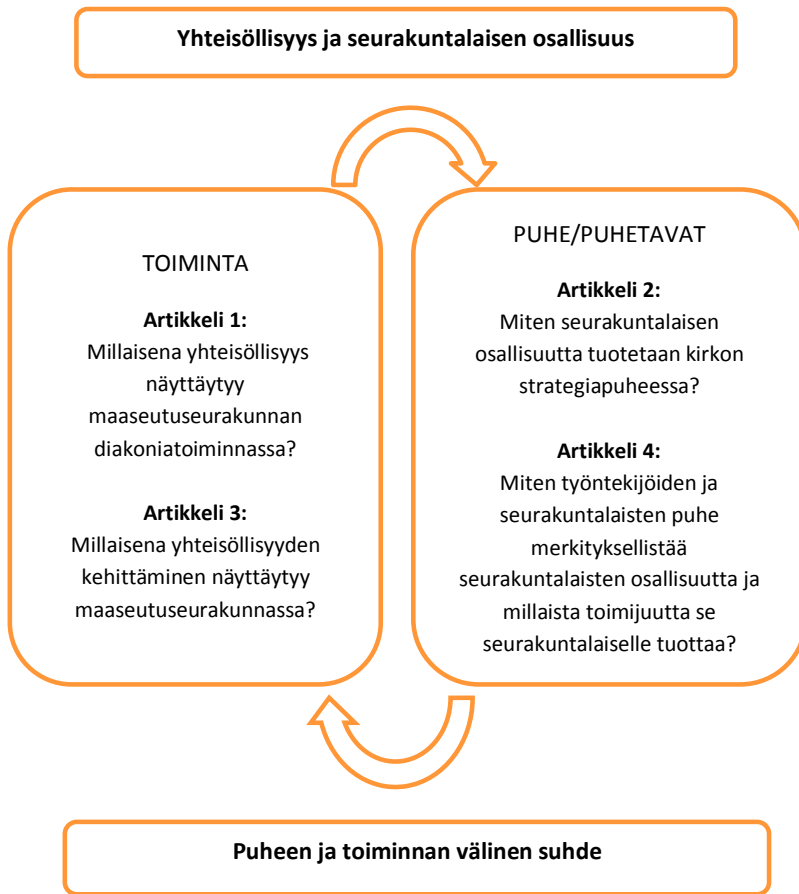 Yhteisöllisyys ja seurakuntalaisen osallisuus
TOIMINTA
Artikkeli 1:
Millaisena yhteisöllisyys
näyttäytyy
maaseutuseurakunnan
diakoniatoiminnassa?
Artikkeli 3:
Millaisena yhteisöllisyyden
kehittäminen näyttäytyy
maaseutuseurakunnassa?
PUHE/PUHETAVAT
Artikkeli 2:
Miten seurakuntalaisen
osallisuutta tuotetaan kirkon
strategiapuheessa?
Artikkeli 4:
Miten työntekijöiden ja
seurakuntalaisten puhe
merkityksellistää
seurakuntalaisten osallisuutta ja
millaista toimijuutta se
seurakuntalaiselle tuottaa?
Puheen ja toiminnan välinen suhde